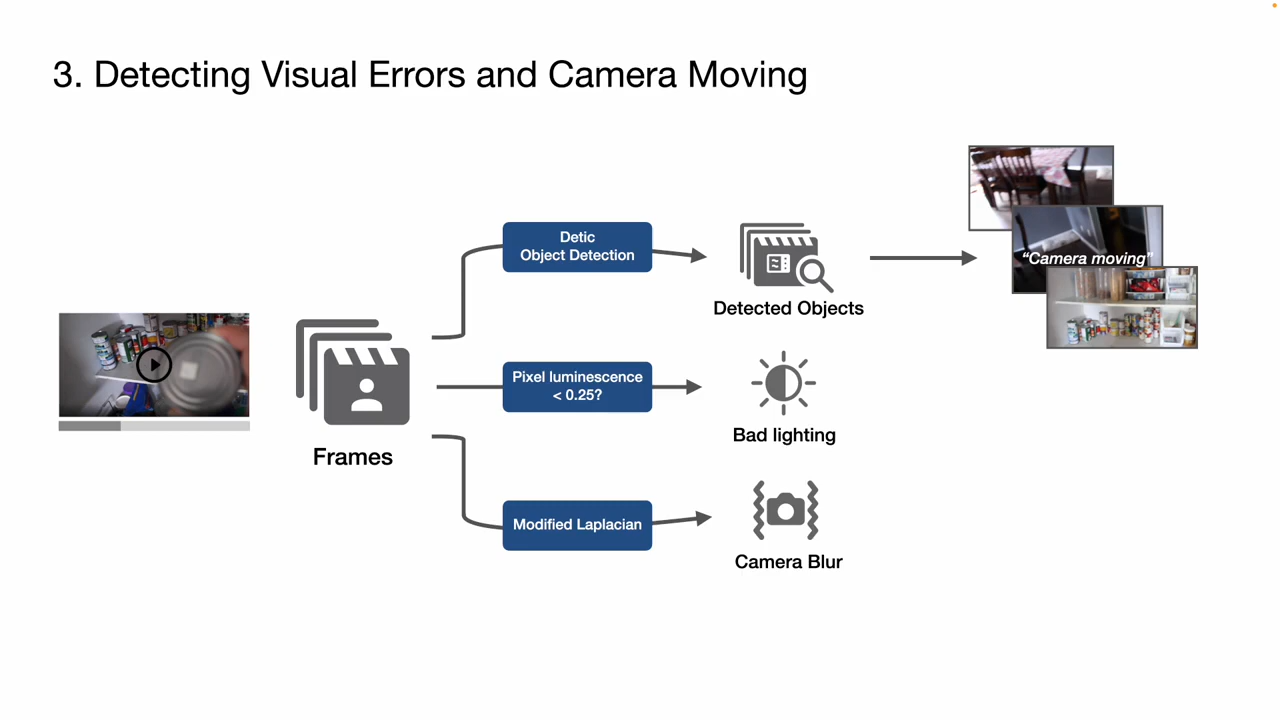 3. Detecting Visual Errors and Camera Moving
Detic
Object Detection
Detected Objects
"Camera moving"
Pixel luminescence
< 0.25?
Bad lighting
Frames
Modified Laplacian
Camera Blur